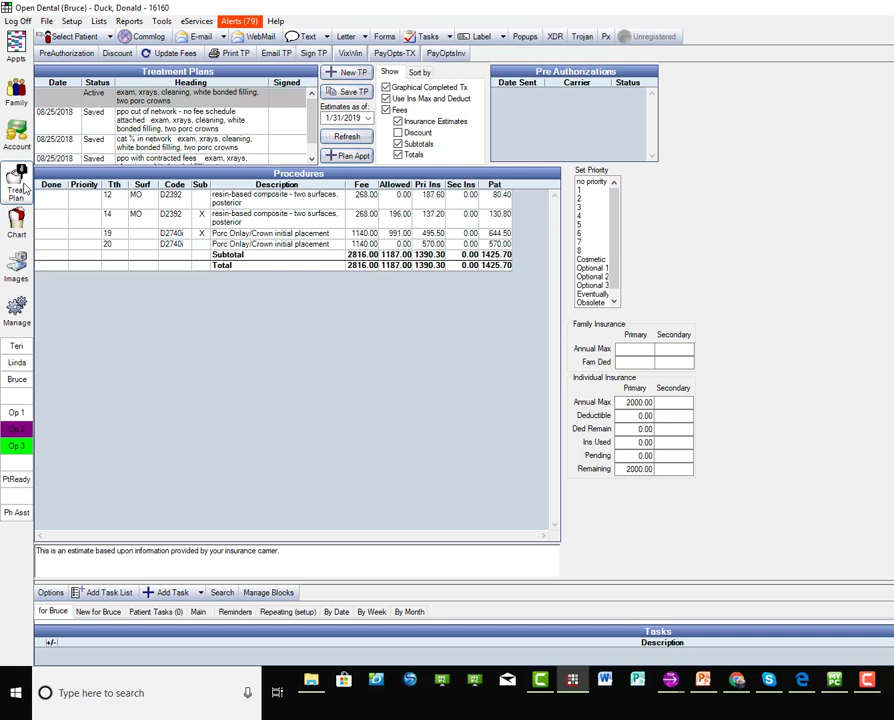 Open Dental {Bruce} - Duck, Donald - 16160
Log Off File Setup Lists Reports Tools eServices Alerts (79) Help
Select Patient Commlog E-mail WebMail Text Letter Forms Tasks Label Popups XDR Trojan Px Unregistered
PreAuthorization Discount Update Fees Print TP Email TP Sign TP VixWin PayOpts-TX PayOptsInv
Appts
Family
Account
Treat Plan
Chart
Images
Manage
Teri
Linda
Bruce
Op 1
Op 2
Op 3
PtReady
Ph Asst
Treatment Plans
Date Status Heading Signed
Active exam, xrays, cleaning, white bonded filling,
two porc crowns
08/25/2018 Saved ppo out of network - no fee schedule
attached exam, xrays, cleaning, white
bonded filling, two porc crowns
08/25/2018 Saved cat % in network exam, xrays, cleaning,
white bonded filling, two porc crowns
08/25/2018 Saved ppo with contracted fees exam, xrays,
New TP
Save TP
Estimates as of:
1/31/2019
Refresh
Plan Appt
Show Sort by
Graphical Completed Tx
Use Ins Max and Deduct
Fees
Insurance Estimates
Discount
Subtotals
Totals
Pre Authorizations
Date Sent Carrier Status
Procedures
Done Priority Tth Surf Code Sub Description Fee Allowed Pri Ins Sec Ins Pat
12 MO D2392 resin-based composite - two surfaces, 268.00 0.00 187.60 0.00 80.40
posterior
14 MO D2392 X resin-based composite - two surfaces, 268.00 196.00 137.20 0.00 130.80
posterior
19 D2740i X Porc Onlay/Crown initial placement 1140.00 991.00 495.50 0.00 644.50
20 D2740i Porc Onlay/Crown initial placement 1140.00 0.00 570.00 0.00 570.00
Subtotal 2816.00 1187.00 1390.30 0.00 1425.70
Total 2816.00 1187.00 1390.30 0.00 1425.70
Set Priority
no priority
1
2
3
4
5
6
7
8
Cosmetic
Optional 1
Optional 2
Optional 3
Eventually
Obsolete
Family Insurance
Primary Secondary
Annual Max
Fam Ded
Individual Insurance
Primary Secondary
Annual Max 2000.00
Deductible 0.00
Ded Remain 0.00
Ins Used 0.00
Pending 0.00
Remaining 2000.00
This is an estimate based upon information provided by your insurance carrier.
Options Add Task List Add Task Search Manage Blocks
for Bruce New for Bruce Patient Tasks (0) Main Reminders Repeating (setup) By Date By Week By Month
Tasks
+/- Description
Type here to search